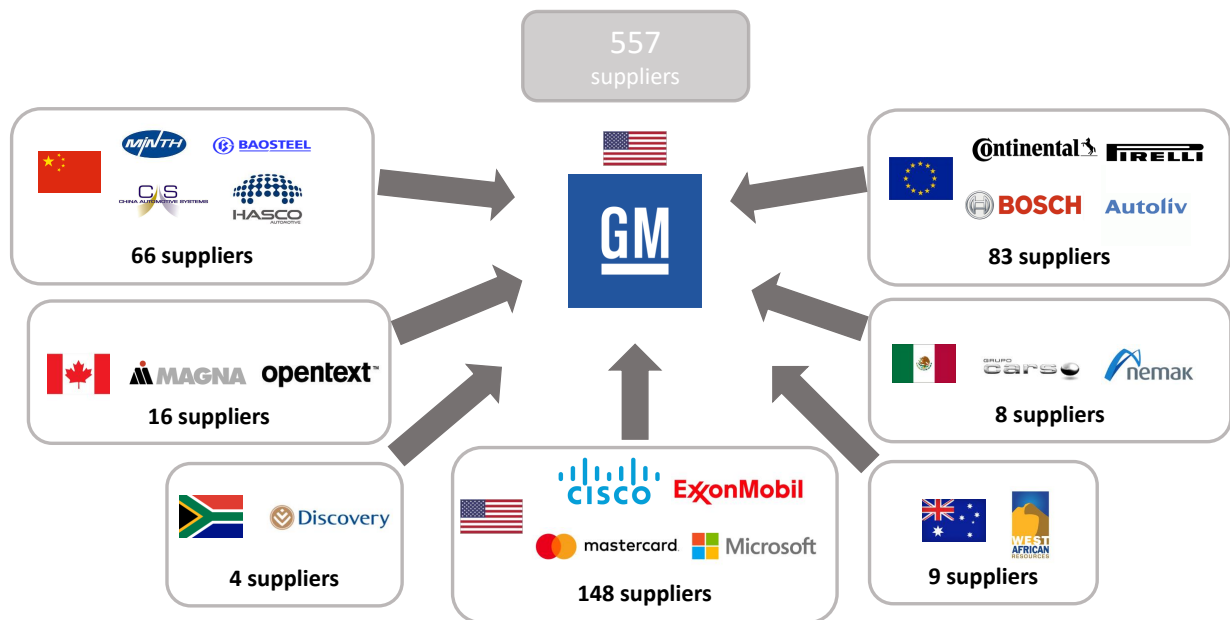 557
suppliers
MINTH
BAOSTEEL
CAS
CHINA AUTOMOTIVE SYSTEMS
HASCO
AUTOMOTIVE
66 suppliers
GM
Continental
PIRELLI
BOSCH
Autoliv
83 suppliers
MAGNA
opentext™
16 suppliers
GRUPO
carso
nemak
8 suppliers
Discovery
4 suppliers
CISCO
ExxonMobil
mastercard
Microsoft
148 suppliers
WEST
AFRICAN
RESOURCES
9 suppliers